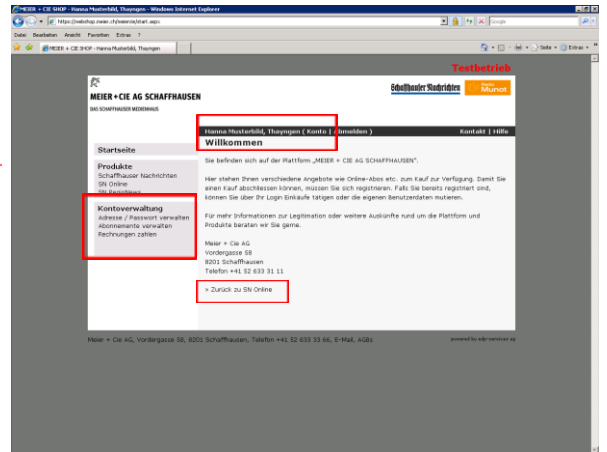 MEIER + CIE SHOP - Hanna Musterbild, Thayngen - Windows Internet Explorer
https://webshop.meier.ch/meiercie/start.aspx
Google
Datei Bearbeiten Ansicht Favoriten Extras ?
MEIER + CIE SHOP - Hanna Musterbild, Thayngen
Seite
Extras
Testbetrieb
MEIER+CIE AG SCHAFFHAUSEN
DAS SCHAFFHAUSER MEDIENHAUS
Schaffhauser Nachrichten
Radio Munot
Hanna Musterbild, Thayngen ( Konto | Abmelden )
Kontakt | Hilfe
Startseite
Produkte
Schaffhauser Nachrichten
SN Online
SN RegioNews
Kontoverwaltung
Adresse / Passwort verwalten
Abonnemente verwalten
Rechnungen zahlen
Willkommen
Sie befinden sich auf der Plattform „MEIER + CIE AG SCHAFFHAUSEN".
Hier stehen Ihnen verschiedene Angebote wie Online-Abos etc. zum Kauf zur Verfügung. Damit Sie
einen Kauf abschliessen können, müssen Sie sich registrieren. Falls Sie bereits registriert sind,
können Sie über Ihr Login Einkäufe tätigen oder die eigenen Benutzerdaten mutieren.
Für mehr Informationen zur Legitimation oder weitere Auskünfte rund um die Plattform und
Produkte beraten wir Sie gerne.
Meier + Cie AG
Vordergasse 58
8201 Schaffhausen
Telefon +41 52 633 31 11
» Zurück zu SN Online
Meier + Cie AG, Vordergasse 58, 8201 Schaffhausen, Telefon +41 52 633 33 66, E-Mail, AGBs
powered by